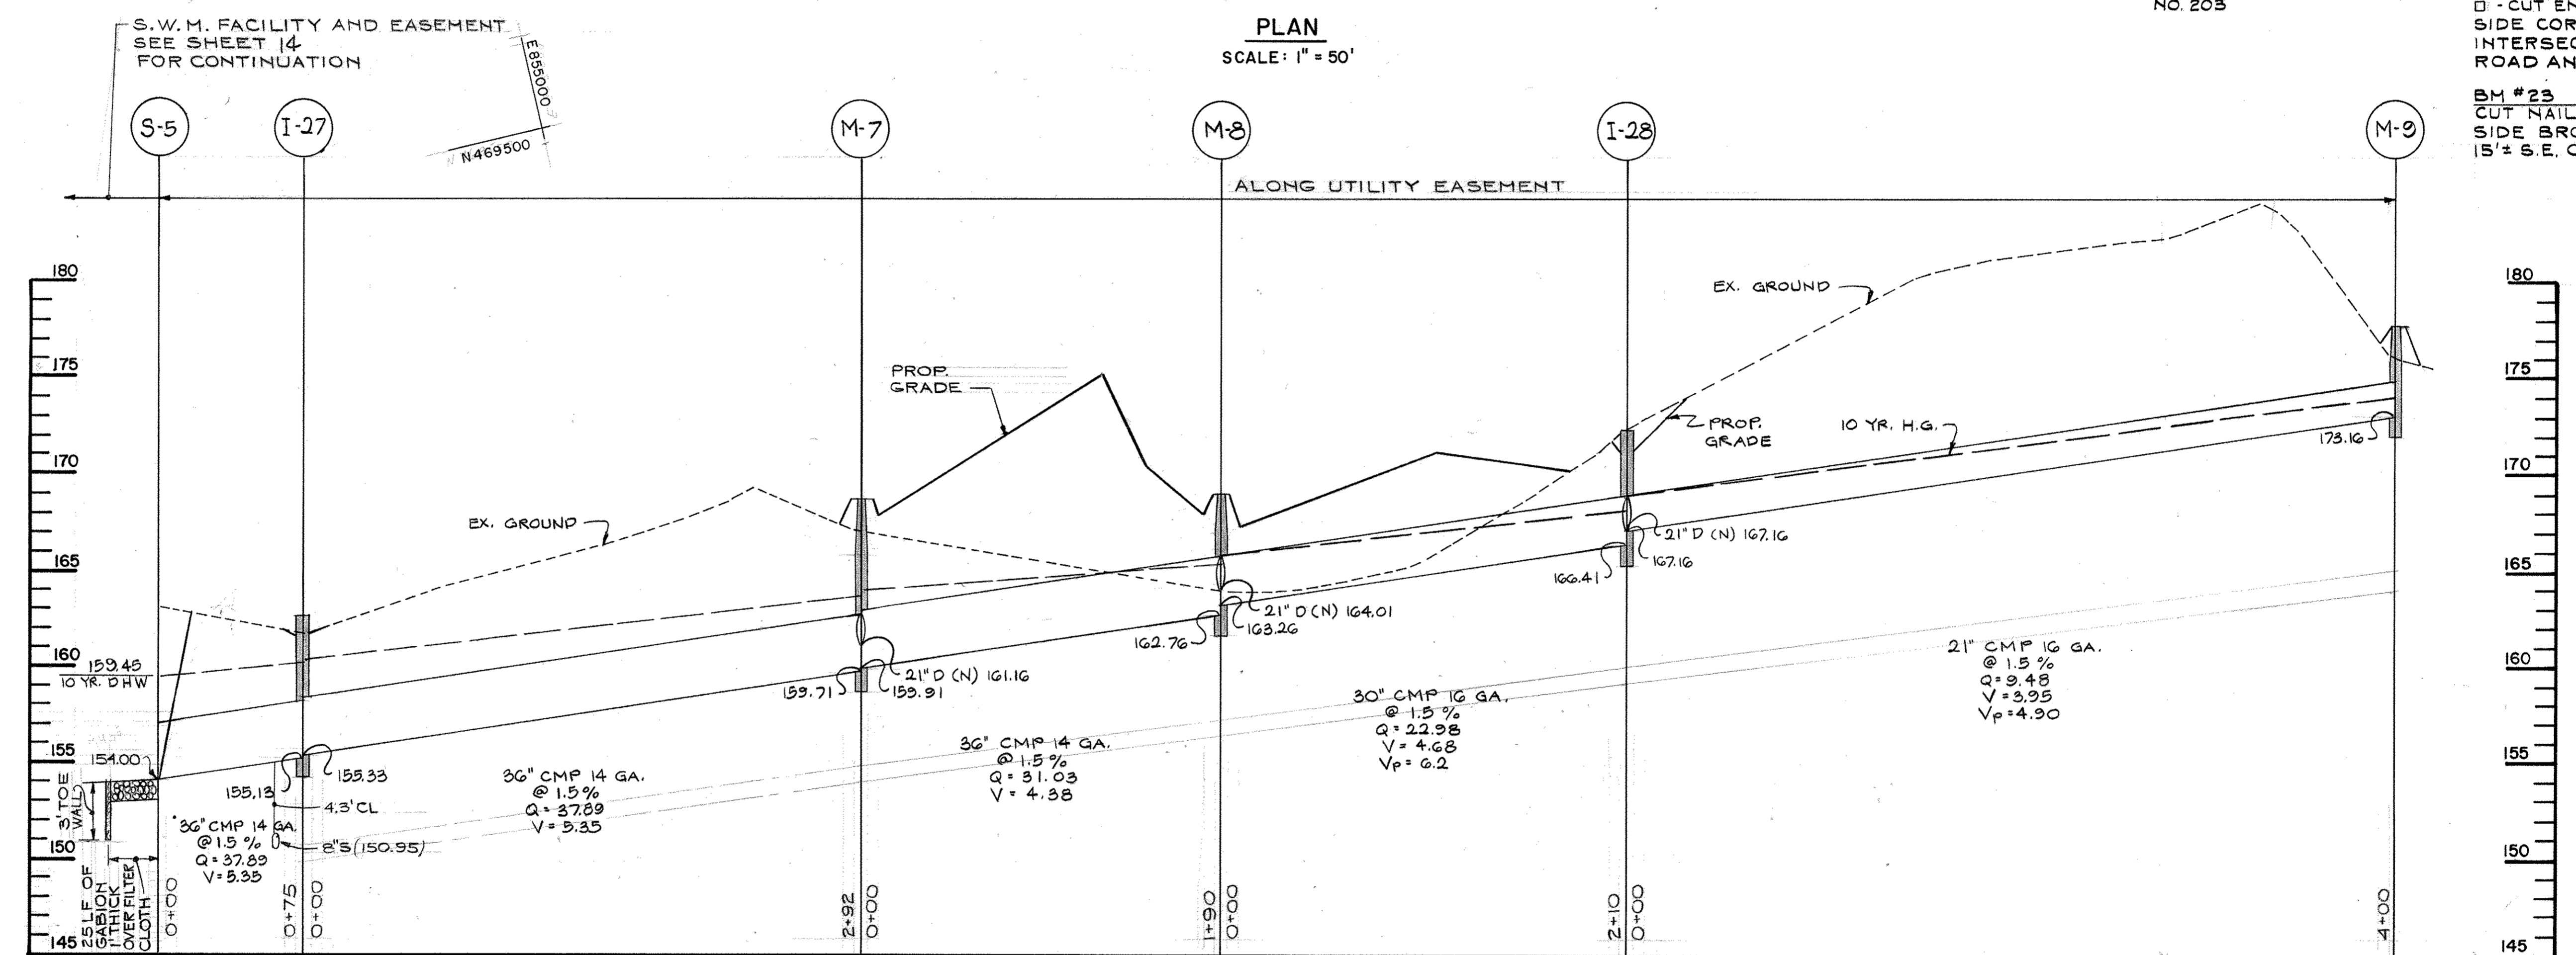 S.W.M. FACILITY AND EASEMENT
SEE SHEET 14
FOR CONTINUATION
E855000
N469500
PLAN
SCALE: 1" = 50'
NO. 203
□ - CUT
SIDE
ROAD
BM #23
CUT NAIL
SIDE
15'± S.E.
S-5
I-27
M-7
M-8
I-28
M-9
ALONG UTILITY EASEMENT
180
175
170
165
160
155
150
145
180
175
170
165
160
155
150
145
EX. GROUND
PROP.
GRADE
EX. GROUND
PROP.
GRADE
10 YR. H.G.
173.16
EX. GROUND
21" D (N) 167.16
167.16
166.41
21" D (N) 164.01
163.26
162.76
21" D (N) 161.16
159.91
159.71
159.45
10 YR. DHW
154.00
155.13
155.33
4.3' CL
8"S (150.95)
3' TOE
WALL
25 LF OF
GABION
1' THICK
OVER FILTER
CLOTH
36" CMP 14 GA.
@ 1.5 %
Q = 37.89
V = 5.35
36" CMP 14 GA.
@ 1.5 %
Q = 37.89
V = 5.35
36" CMP 14 GA.
@ 1.5 %
Q = 31.03
V = 4.38
30" CMP 16 GA.
@ 1.5 %
Q = 22.98
V = 4.68
Vp = 6.2
21" CMP 16 GA.
@ 1.5 %
Q = 9.48
V = 3.95
Vp = 4.90
0+00
0+75
0+00
2+92
0+00
1+90
0+00
2+10
0+00
4+00